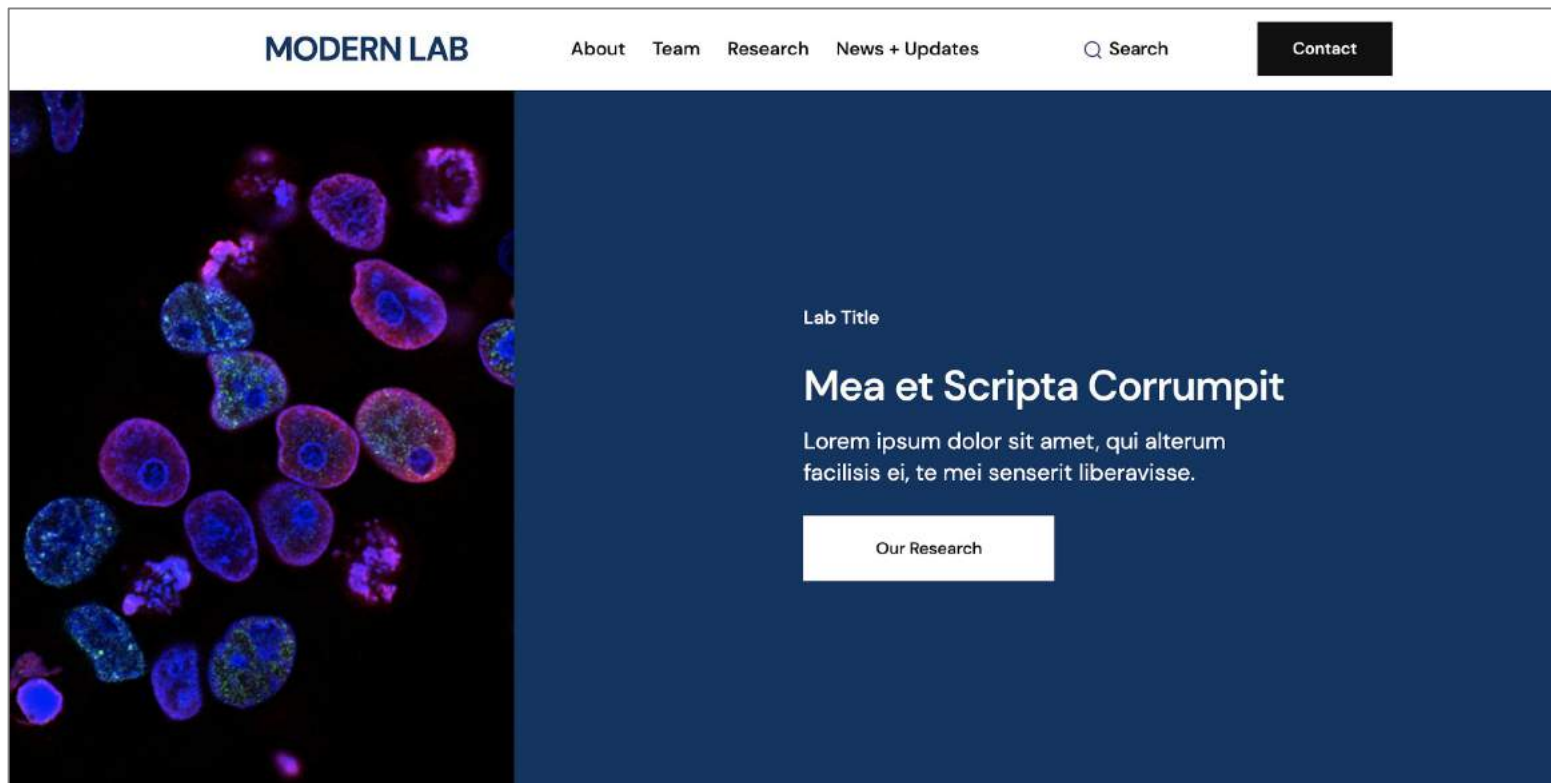 MODERN LAB
About Team Research News + Updates
Search
Contact
Lab Title
Mea et Scripta Corrumpit
Lorem ipsum dolor sit amet, qui alterum
facilisis ei, te mei senserit liberavisse.
Our Research